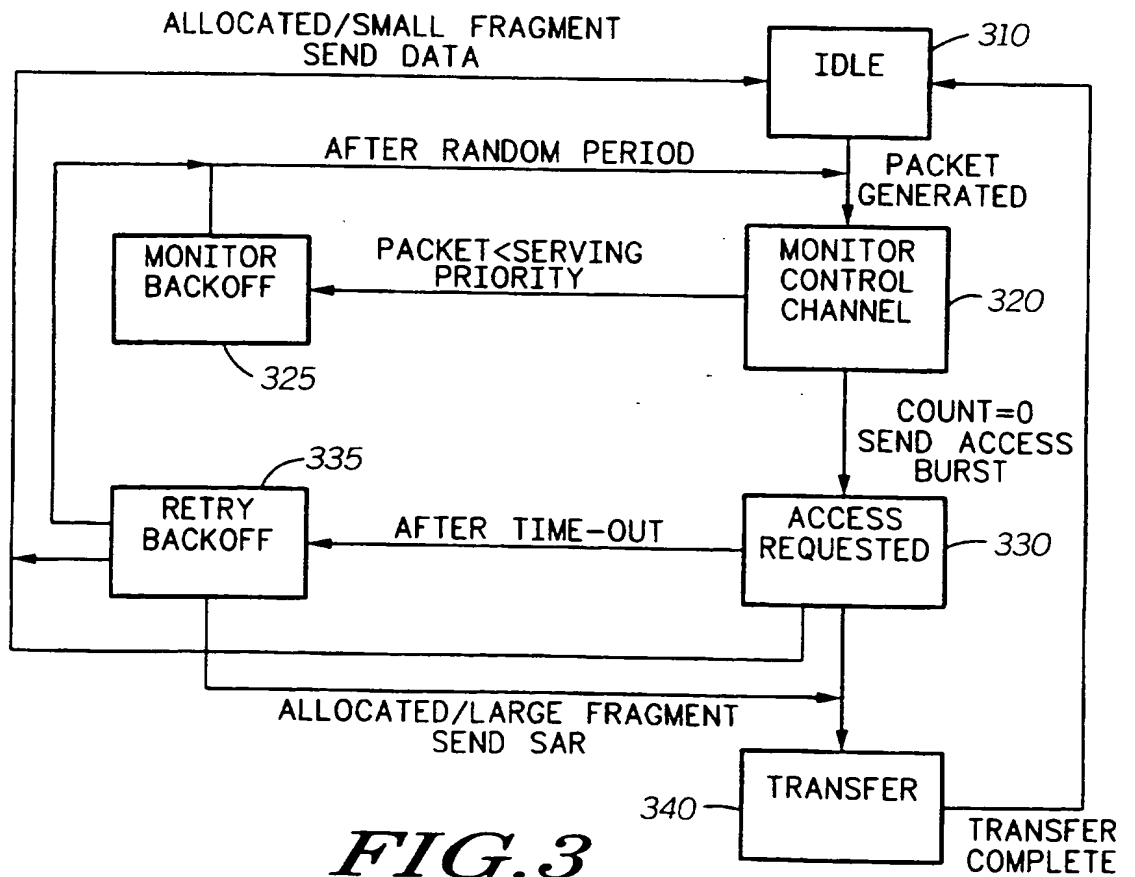 ALLOCATED/SMALL FRAGMENT
SEND DATA
IDLE
310
AFTER RANDOM PERIOD
PACKET
GENERATED
MONITOR
BACKOFF
325
PACKET<SERVING
PRIORITY
MONITOR
CONTROL
CHANNEL
320
COUNT=0
SEND ACCESS
BURST
335
RETRY
BACKOFF
AFTER TIME-OUT
ACCESS
REQUESTED
330
ALLOCATED/LARGE FRAGMENT
SEND SAR
TRANSFER
340
TRANSFER
COMPLETE
FIG.3